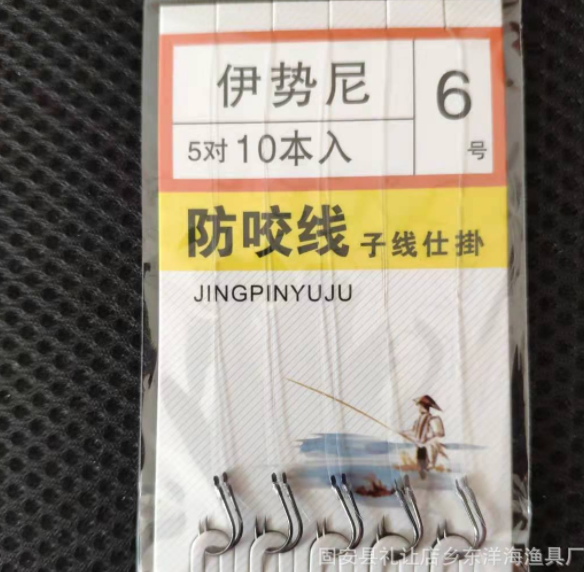 伊势尼
6
号
5对10本入
防咬线 子线仕掛
JINGPINYUJU
固安县礼让店乡东洋海渔具厂